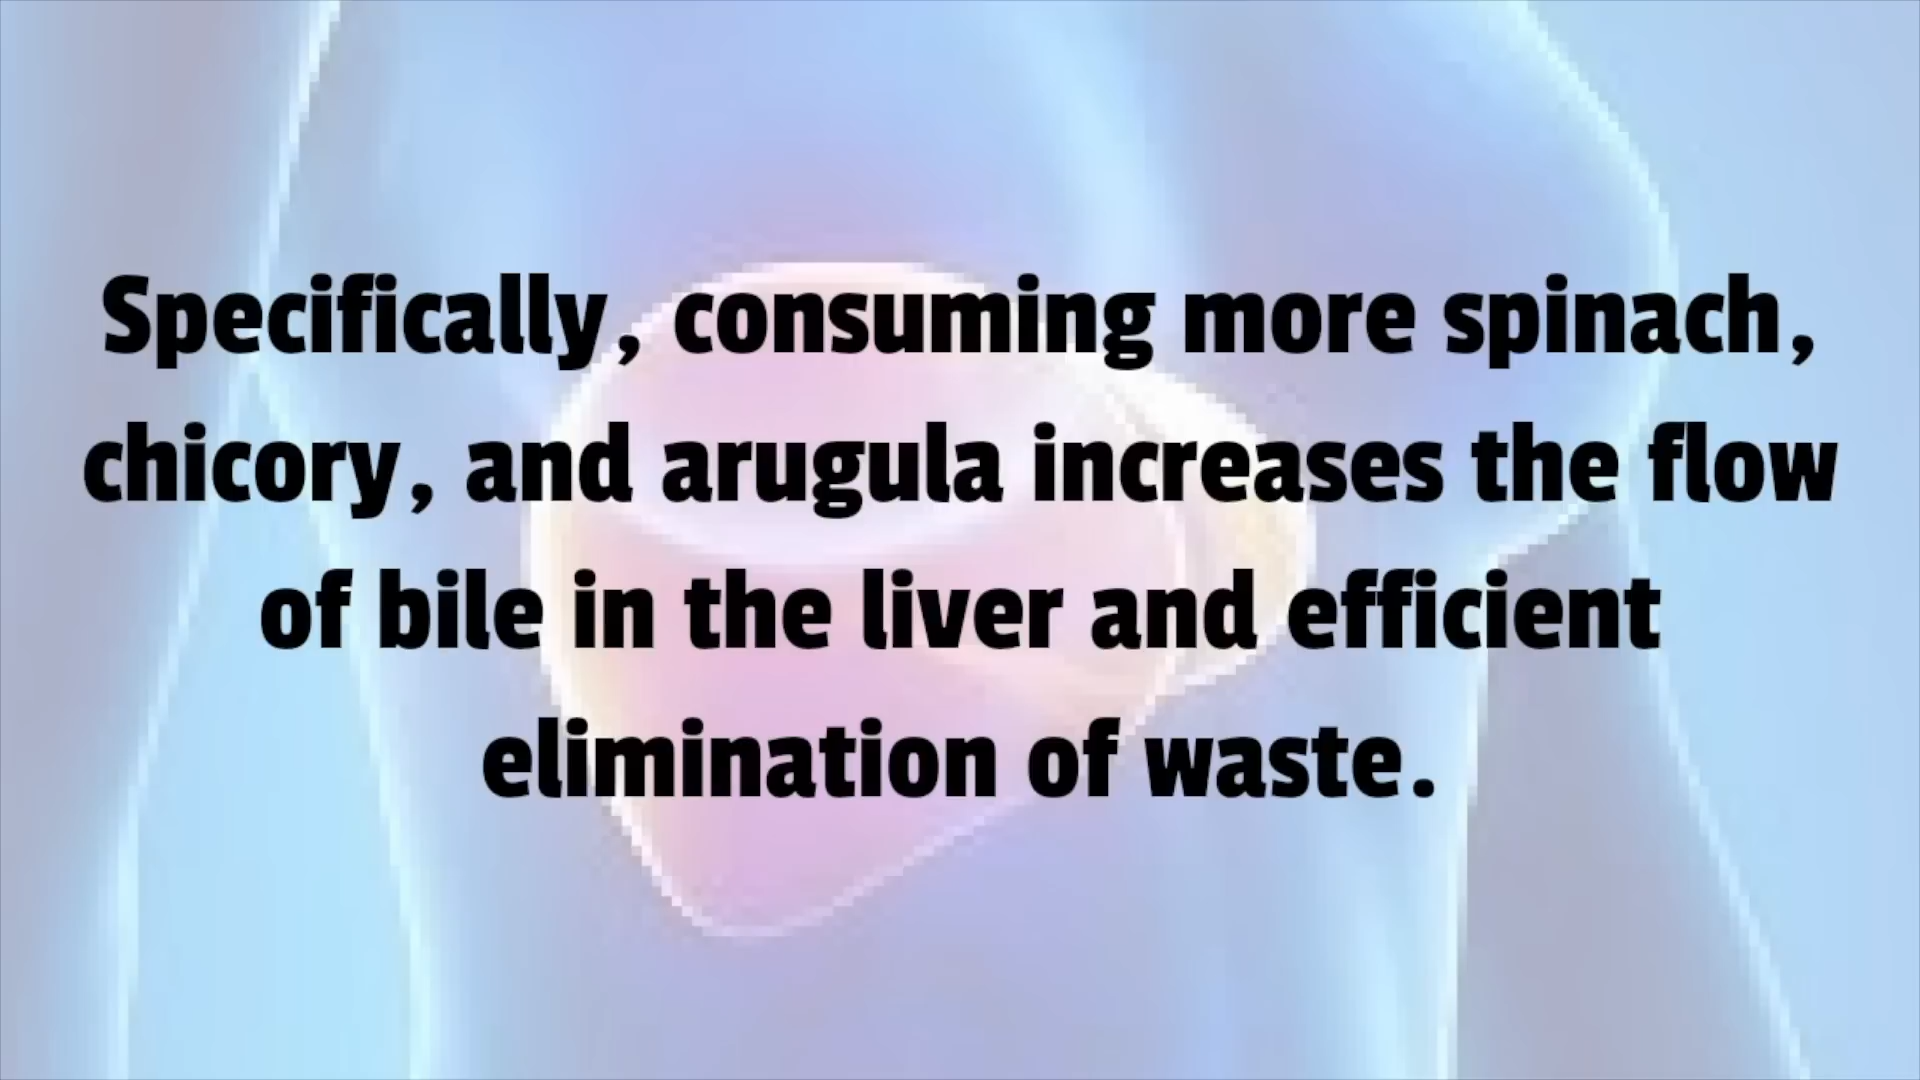 Specifically, consuming more spinach,
chicory, and arugula increases the flow
of bile in the liver and efficient
elimination of waste.